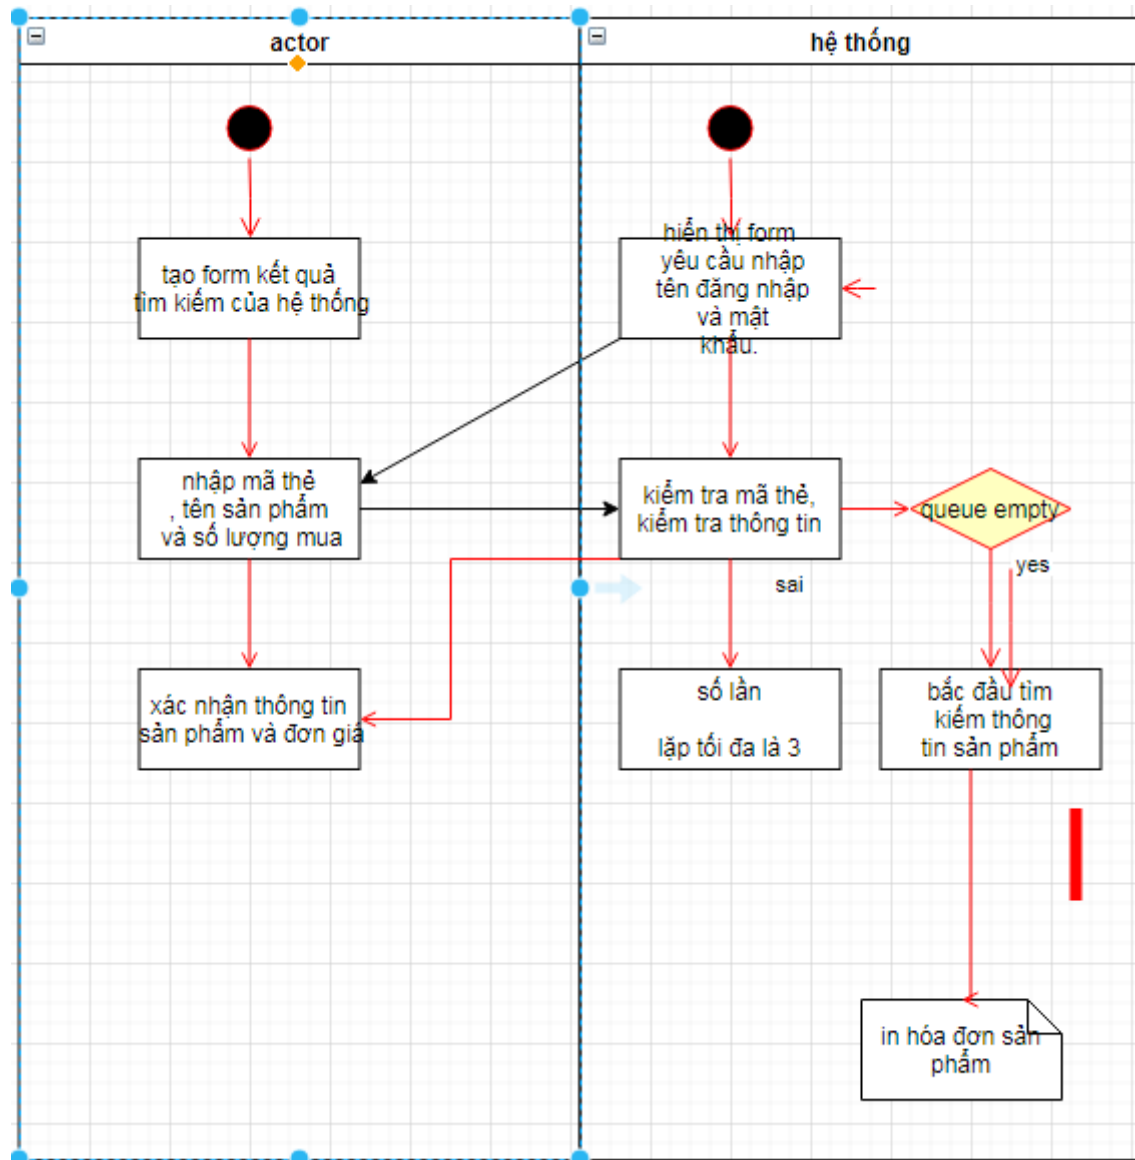 actor
hệ thống
tạo form kết quả
tìm kiếm của hệ thống
hiển thị form
yêu cầu nhập
tên đăng nhập
và mật
khẩu.
nhập mã thẻ
, tên sản phẩm
và số lượng mua
kiểm tra mã thẻ,
kiểm tra thông tin
queue empty
yes
sai
xác nhận thông tin
sản phẩm và đơn giá
số lần
lặp tối đa là 3
bắc đầu tìm
kiếm thông
tin sản phẩm
in hóa đơn sản
phẩm